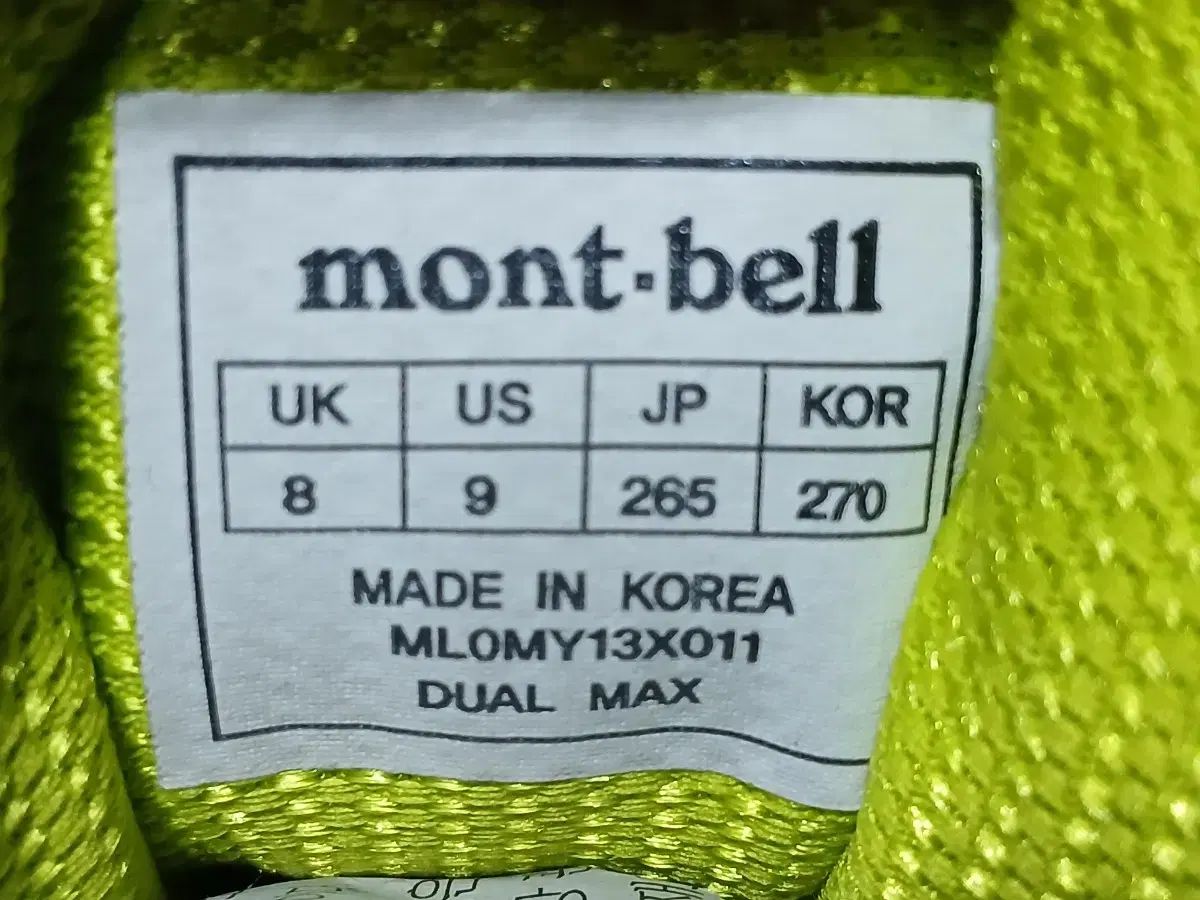 mont-bell
UK US JP KOR
8 9 265 270
MADE IN KOREA
ML0MY13X011
DUAL MAX